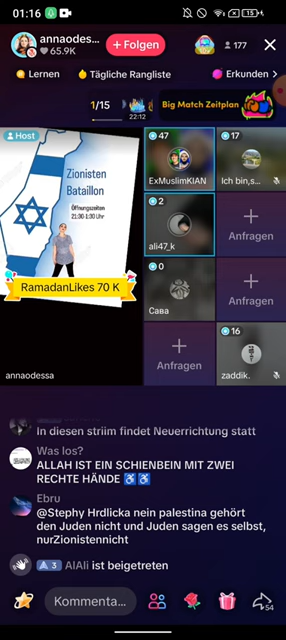 01:16
15
annaodes...
65.9K
+ Folgen
177
Lernen
Tägliche Rangliste
Erkunden >
1/15
22:12
Big Match Zeitplan
Host
Zionisten
Bataillon
Öffnungszeiten
21:30-1:30 Uhr
RamadanLikes 70 K
annaodessa
47
ExMuslimKIAN
17
Ich bin,s...
2
ali47_k
Anfragen
0
Сава
Anfragen
Anfragen
16
zaddik.
In diesen striim findet Neuerrichtung statt
Was los?
ALLAH IST EIN SCHIENBEIN MIT ZWEI
RECHTE HÄNDE
Ebru
@Stephy Hrdlicka nein palestina gehört
den Juden nicht und Juden sagen es selbst,
nurZionistennicht
3 AlAli ist beigetreten
Kommenta...
54